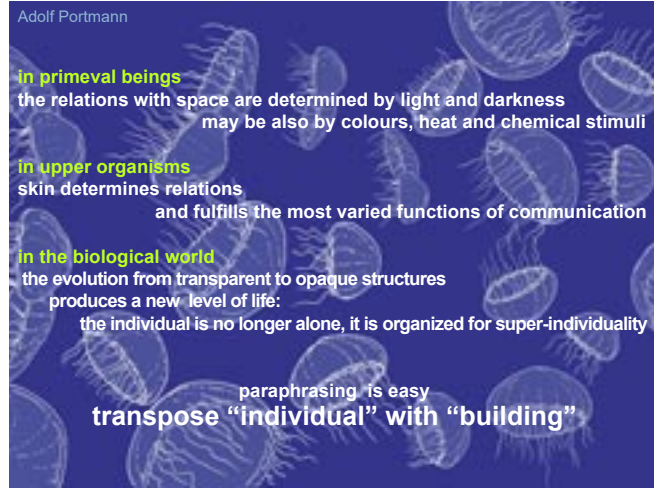 Adolf Portmann
in primeval beings
the relations with space are determined by light and darkness
may be also by colours, heat and chemical stimuli
in upper organisms
skin determines relations
and fulfills the most varied functions of communication
in the biological world
the evolution from transparent to opaque structures
produces a new level of life:
the individual is no longer alone, it is organized for super-individuality
paraphrasing is easy
transpose “individual” with “building”